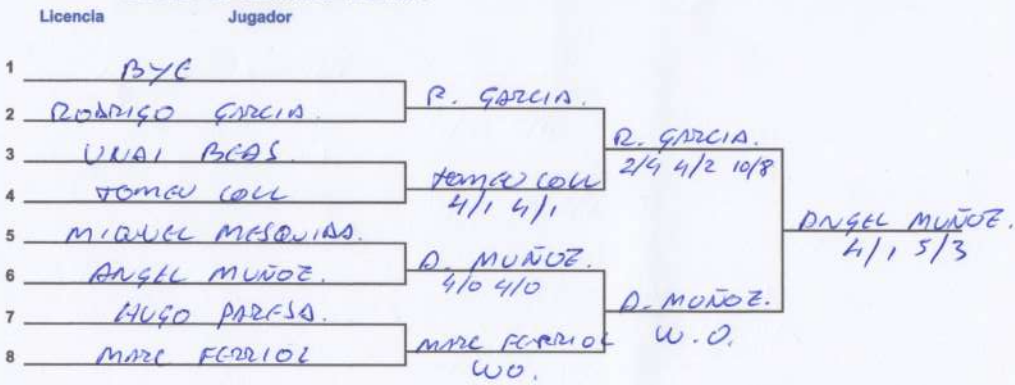 Licencia Jugador
1 BYE
2 RODRIGO GARCIA.
3 UNAI BEAS.
4 TOMEU COLL
5 MIQUEL MESQUIDA.
6 ANGEL MUÑOZ.
7 HUGO PARESA.
8 MARC FERRIOL
R. GARCIA.
TOMEU COLL
4/1 4/1
A. MUÑOZ.
4/0 4/0
MARC FERRIOL
WO.
R. GARCIA.
2/4 4/2 10/8
A. MUÑOZ.
W.O.
ANGEL MUÑOZ.
4/1 5/3